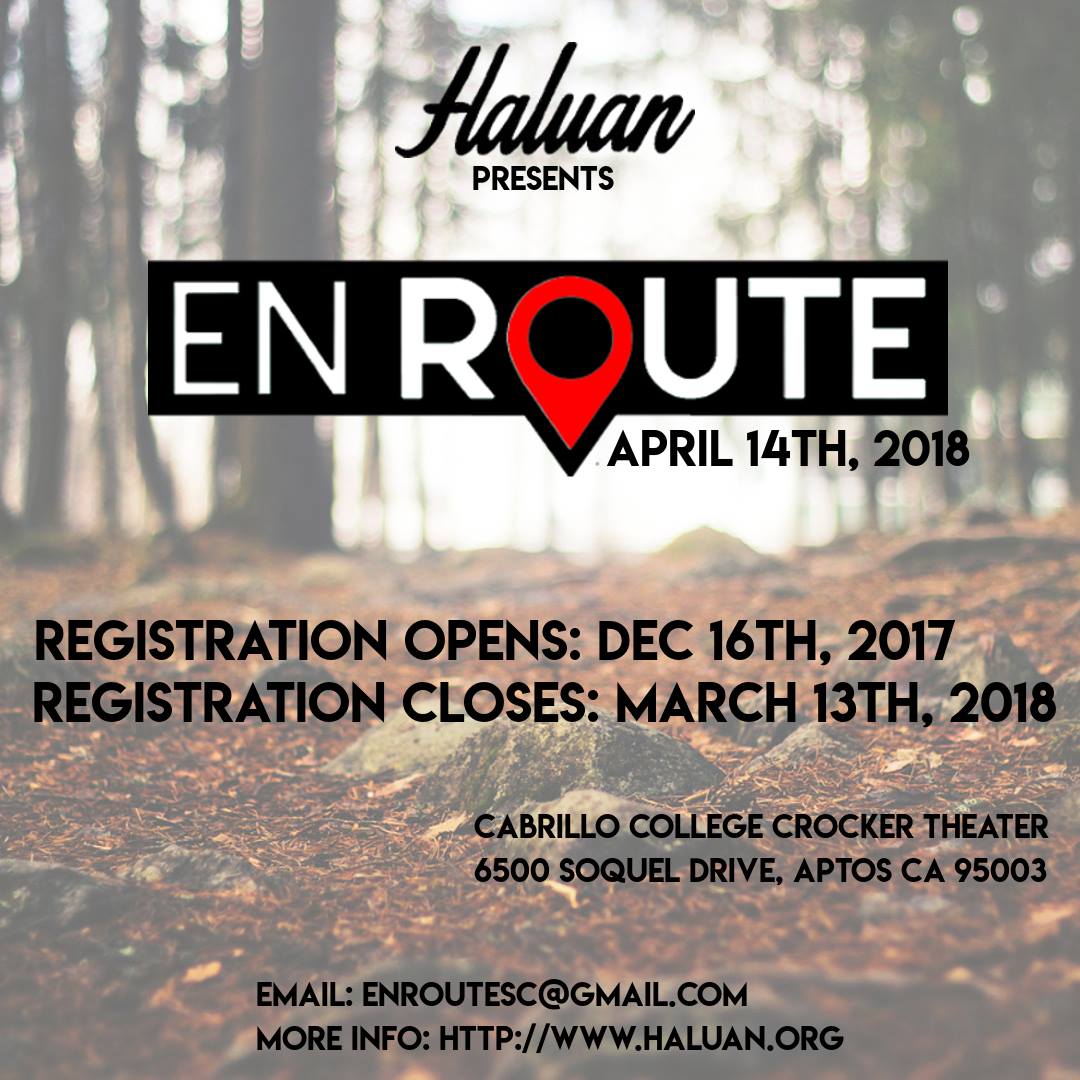 Haluan
PRESENTS
EN ROUTE
APRIL 14TH, 2018
REGISTRATION OPENS: DEC 16TH, 2017
REGISTRATION CLOSES: MARCH 13TH, 2018
CABRILLO COLLEGE CROCKER THEATER
6500 SOQUEL DRIVE, APTOS CA 95003
EMAIL: ENROUTESC@GMAIL.COM
MORE INFO: HTTP://WWW.HALUAN.ORG